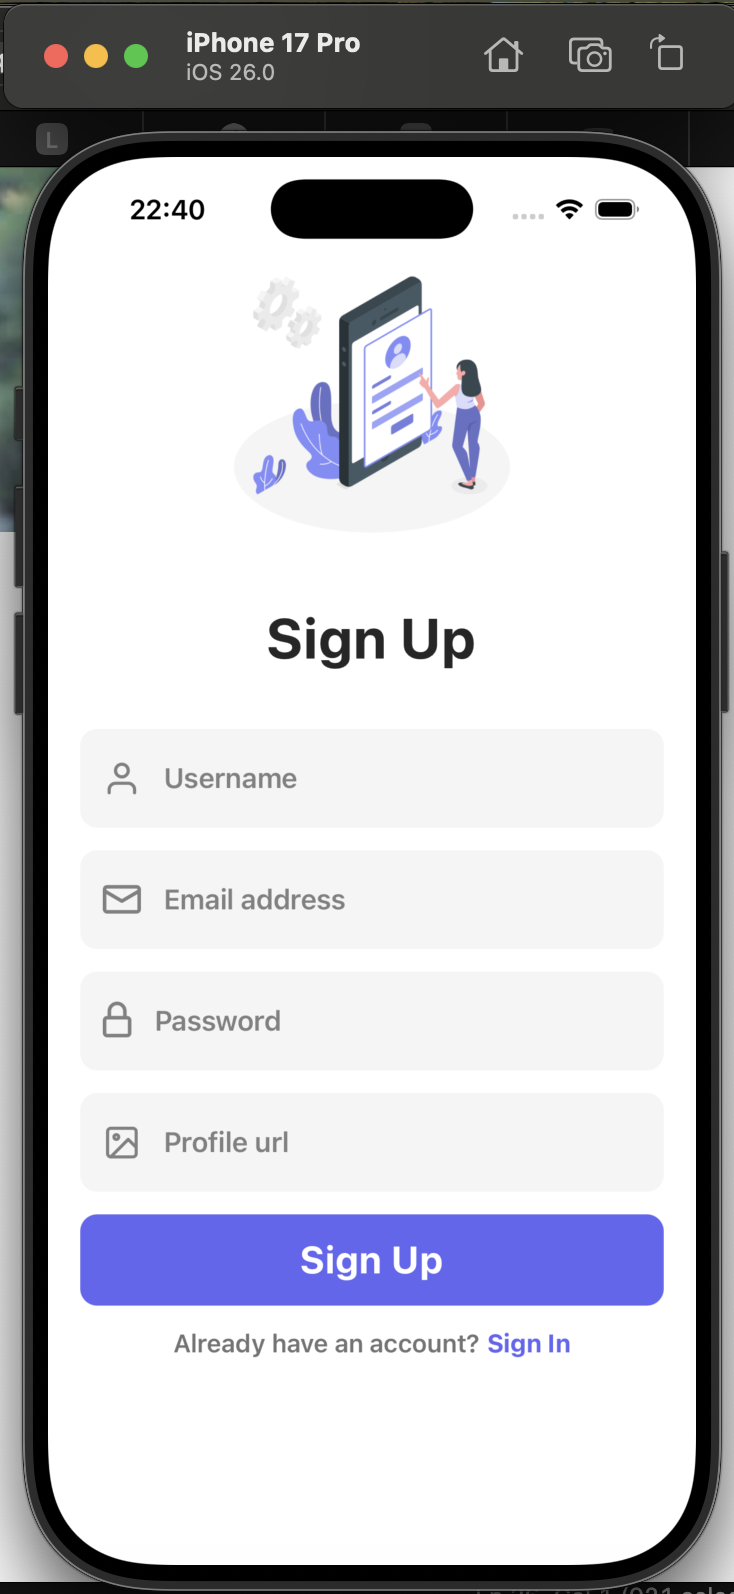 iPhone 17 Pro
iOS 26.0
L
22:40
Sign Up
Username
Email address
Password
Profile url
Sign Up
Already have an account? Sign In